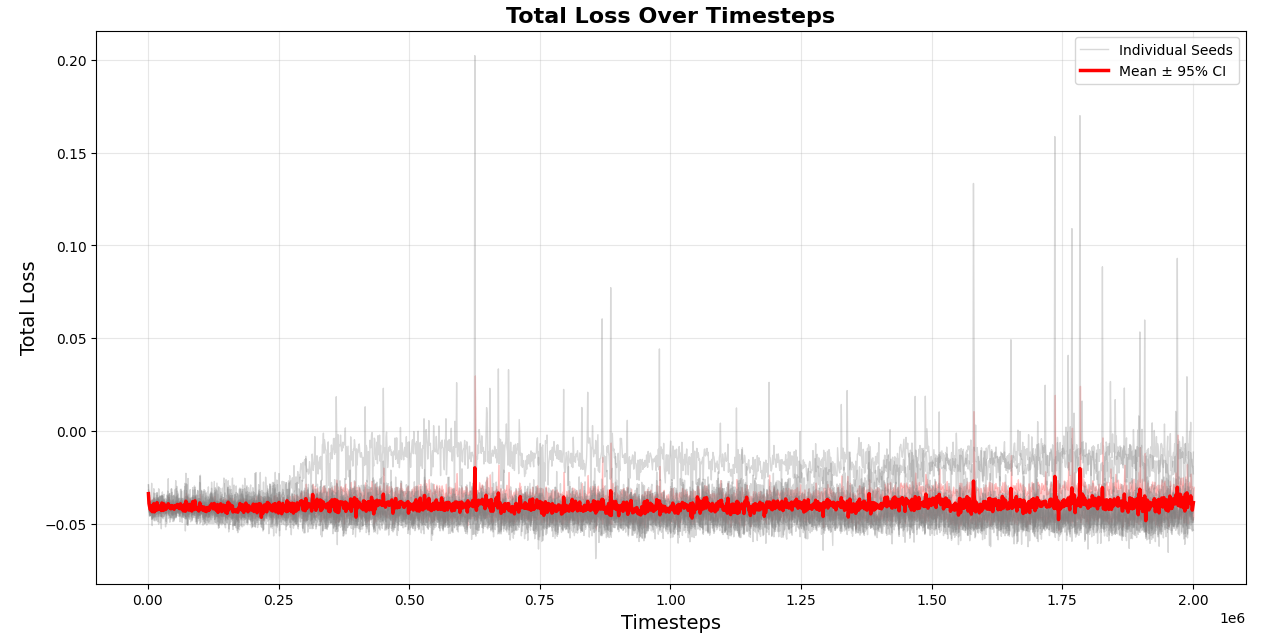 Total Loss Over Timesteps
Individual Seeds
Mean ± 95% CI
Total Loss
0.20
0.15
0.10
0.05
0.00
−0.05
0.00 0.25 0.50 0.75 1.00 1.25 1.50 1.75 2.00
1e6
Timesteps